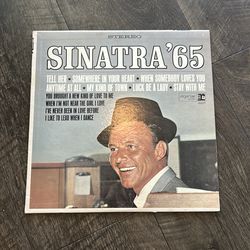 STEREO
SINATRA '65
TELL HER • SOMEWHERE IN YOUR HEART • WHEN SOMEBODY LOVES YOU
ANYTIME AT ALL • MY KIND OF TOWN • LUCK BE A LADY • STAY WITH ME
YOU BROUGHT A NEW KIND OF LOVE TO ME
WHEN I'M NOT NEAR THE GIRL I LOVE
I'VE NEVER BEEN IN LOVE BEFORE
I LIKE TO LEAD WHEN I DANCE